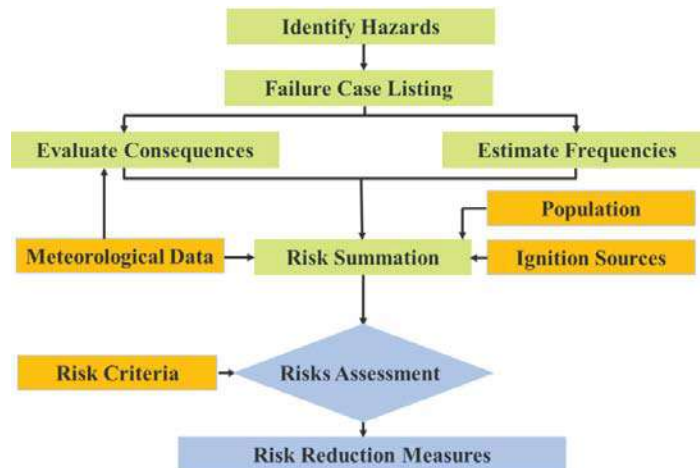 Identify Hazards
Failure Case Listing
Evaluate Consequences
Estimate Frequencies
Population
Meteorological Data
Risk Summation
Ignition Sources
Risk Criteria
Risks Assessment
Risk Reduction Measures